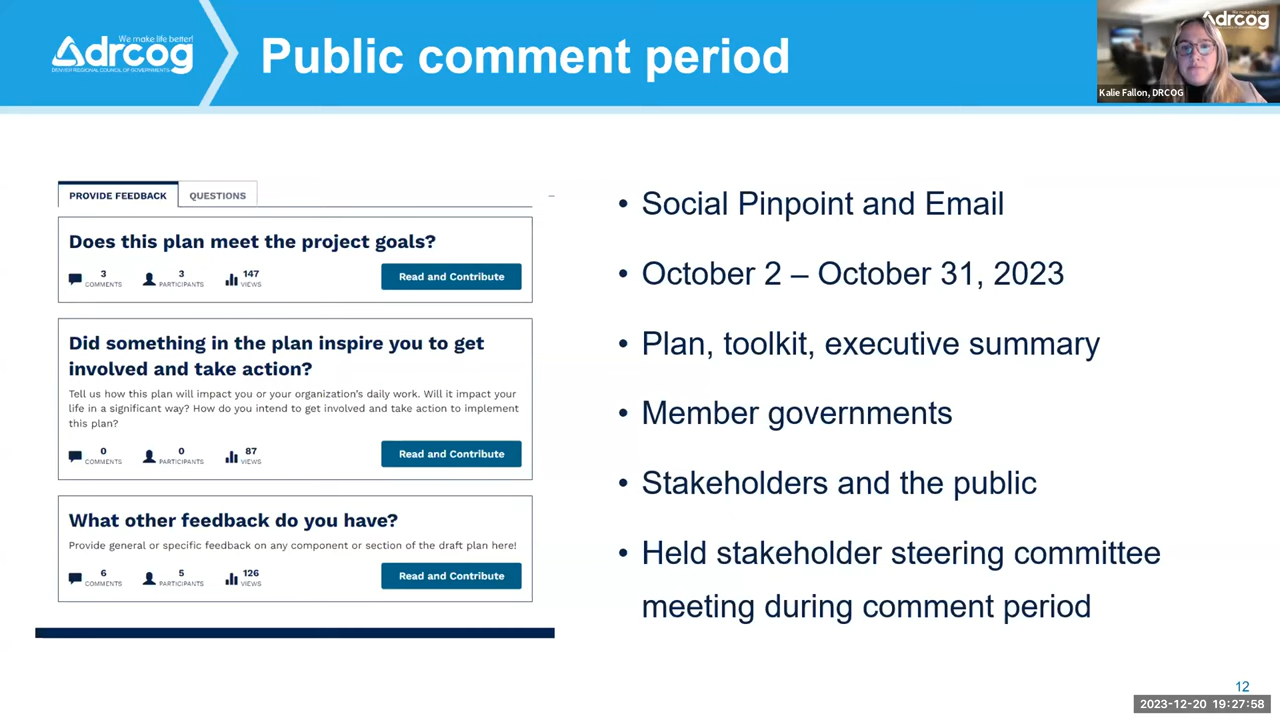 We make life better!
drcog
DENVER REGIONAL COUNCIL OF GOVERNMENTS
Public comment period
We make life better!
drcog
Kalie Fallon, DRCOG
PROVIDE FEEDBACK
QUESTIONS
Does this plan meet the project goals?
3 COMMENTS
3 PARTICIPANTS
147 VIEWS
Read and Contribute
Did something in the plan inspire you to get
involved and take action?
Tell us how this plan will impact you or your organization's daily work. Will it impact your
life in a significant way? How do you intend to get involved and take action to implement
this plan?
0 COMMENTS
0 PARTICIPANTS
87 VIEWS
Read and Contribute
What other feedback do you have?
Provide general or specific feedback on any component or section of the draft plan here!
6 COMMENTS
5 PARTICIPANTS
126 VIEWS
Read and Contribute
• Social Pinpoint and Email
• October 2 – October 31, 2023
• Plan, toolkit, executive summary
• Member governments
• Stakeholders and the public
• Held stakeholder steering committee
meeting during comment period
12
2023-12-20 19:27:58